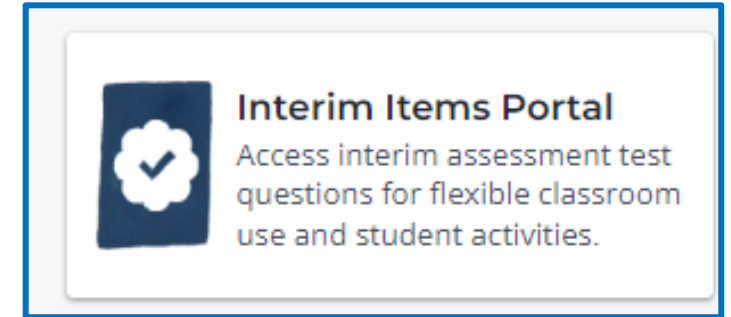 Interim Items Portal
Access interim assessment test
questions for flexible classroom
use and student activities.